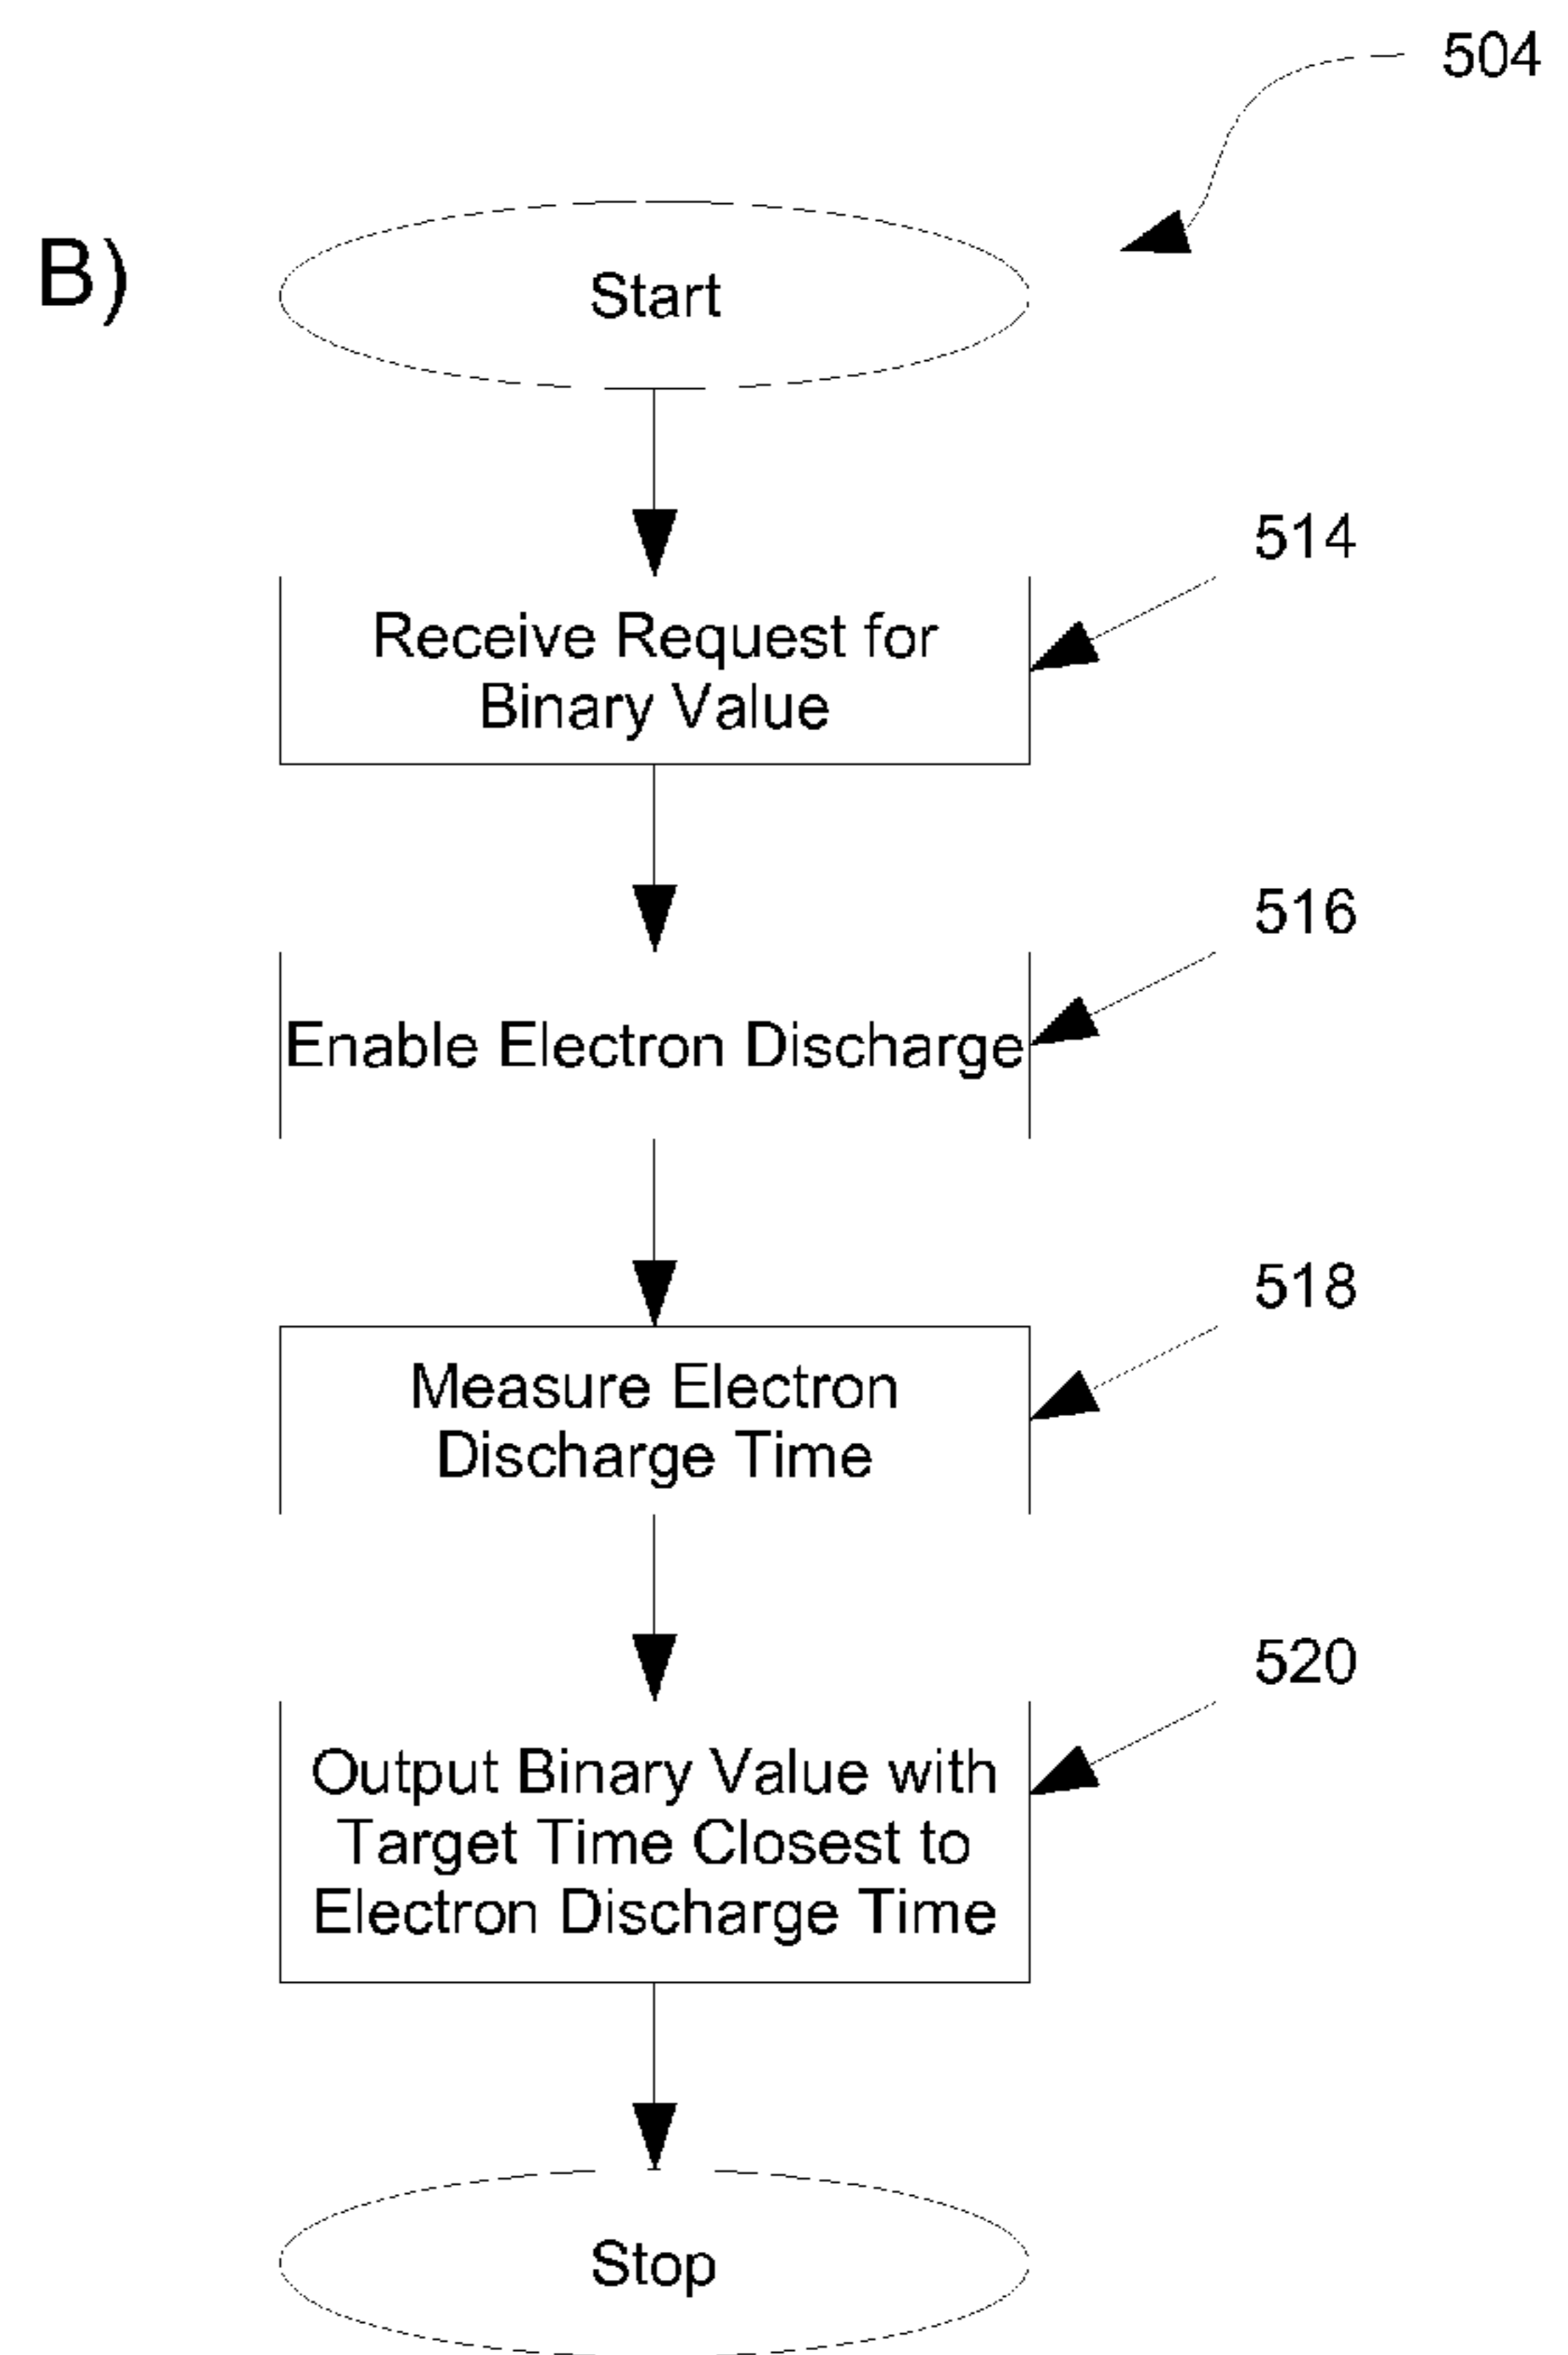 504
B)
Start
514
Receive Request for
Binary Value
516
Enable Electron Discharge
518
Measure Electron
Discharge Time
520
Output Binary Value with
Target Time Closest to
Electron Discharge Time
Stop